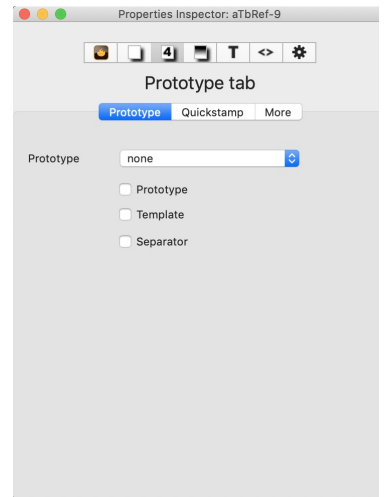 Properties Inspector: aTbRef-9
4 T <>
Prototype tab
Prototype Quickstamp More
Prototype none
Prototype
Template
Separator